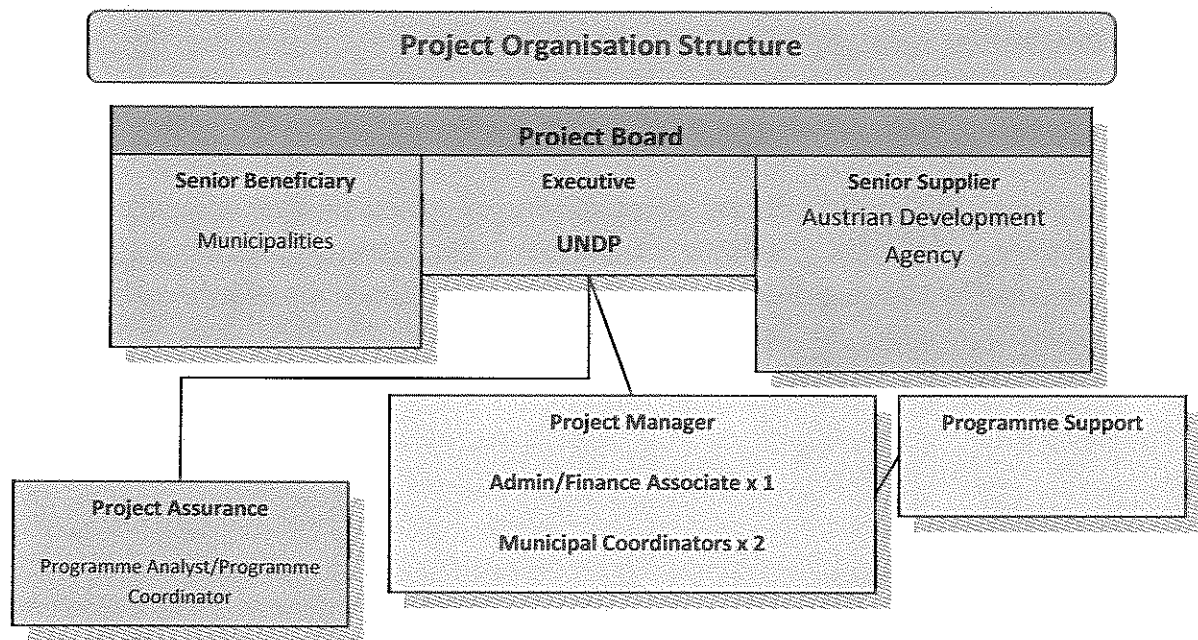 Project Organisation Structure
Project Board
Senior Beneficiary
Municipalities
Executive
UNDP
Senior Supplier
Austrian Development
Agency
Project Manager
Admin/Finance Associate x 1
Municipal Coordinators x 2
Programme Support
Project Assurance
Programme Analyst/Programme
Coordinator